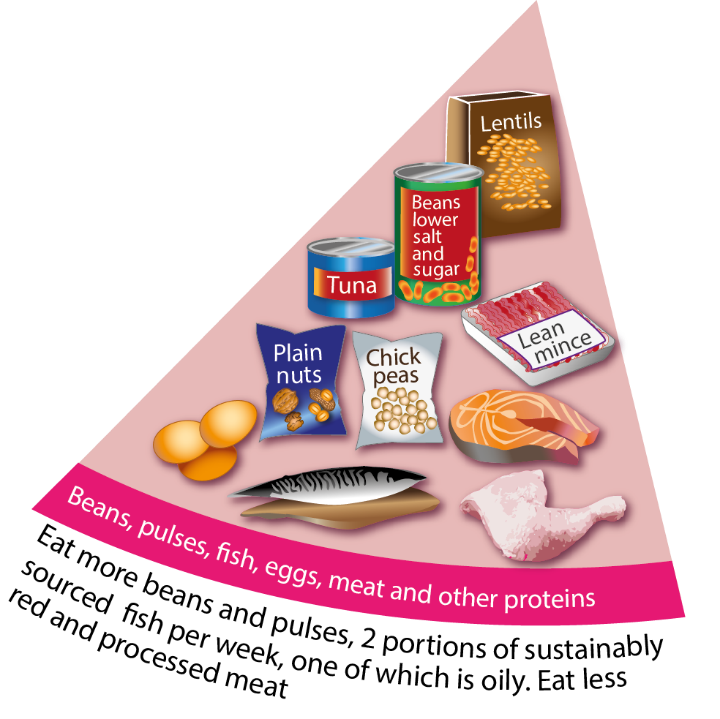 Lentils
Beans
lower
salt
and
sugar
Tuna
Lean
mince
Plain
nuts
Chick
peas
Beans, pulses, fish, eggs, meat and other proteins
Eat more beans and pulses, 2 portions of sustainably
sourced fish per week, one of which is oily. Eat less
red and processed meat